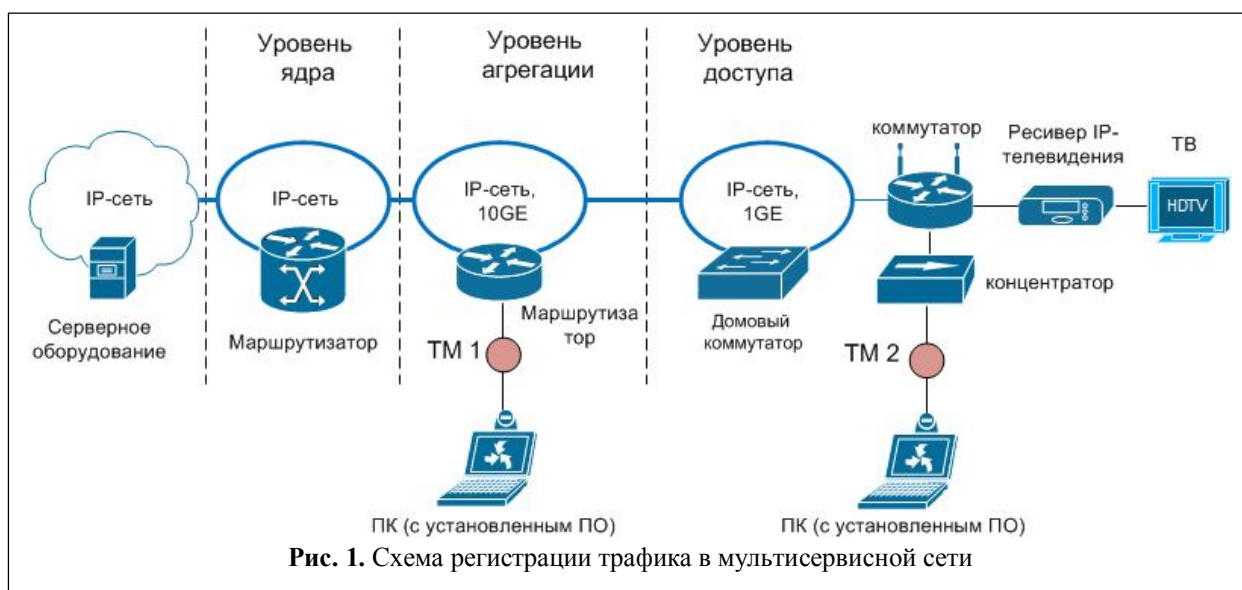 Уровень
ядра
Уровень
агрегации
Уровень
доступа
коммутатор
Ресивер IP-
телевидения
ТВ
IP-сеть
IP-сеть
IP-сеть,
10GE
IP-сеть,
1GE
HDTV
концентратор
Серверное
оборудование
Маршрутизатор
Маршрутиза
тор
Домовый
коммутатор
ТМ 1
ТМ 2
ПК (с установленным ПО)
ПК (с установленным ПО)
Рис. 1. Схема регистрации трафика в мультисервисной сети